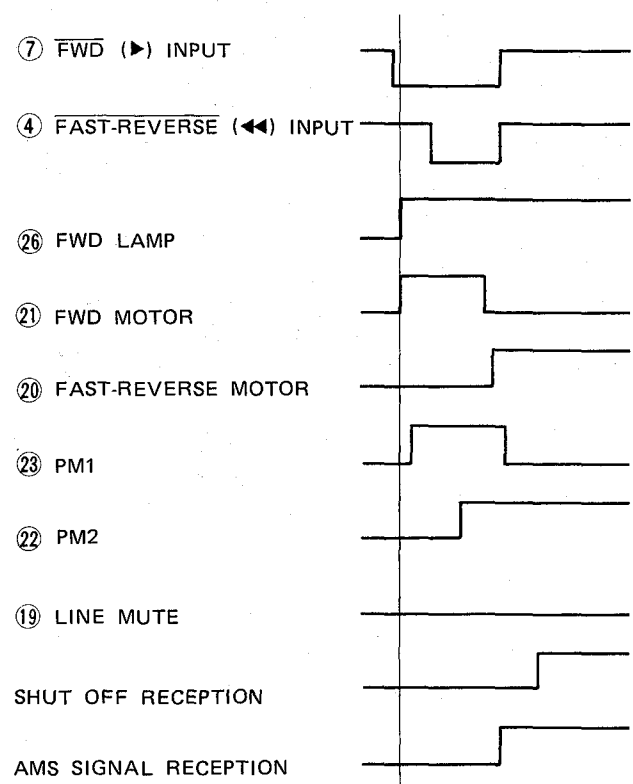 ⑦ FWD (▶) INPUT
④ FAST-REVERSE (◀◀) INPUT
㉖ FWD LAMP
㉑ FWD MOTOR
⑳ FAST-REVERSE MOTOR
㉓ PM1
㉒ PM2
⑲ LINE MUTE
SHUT OFF RECEPTION
AMS SIGNAL RECEPTION